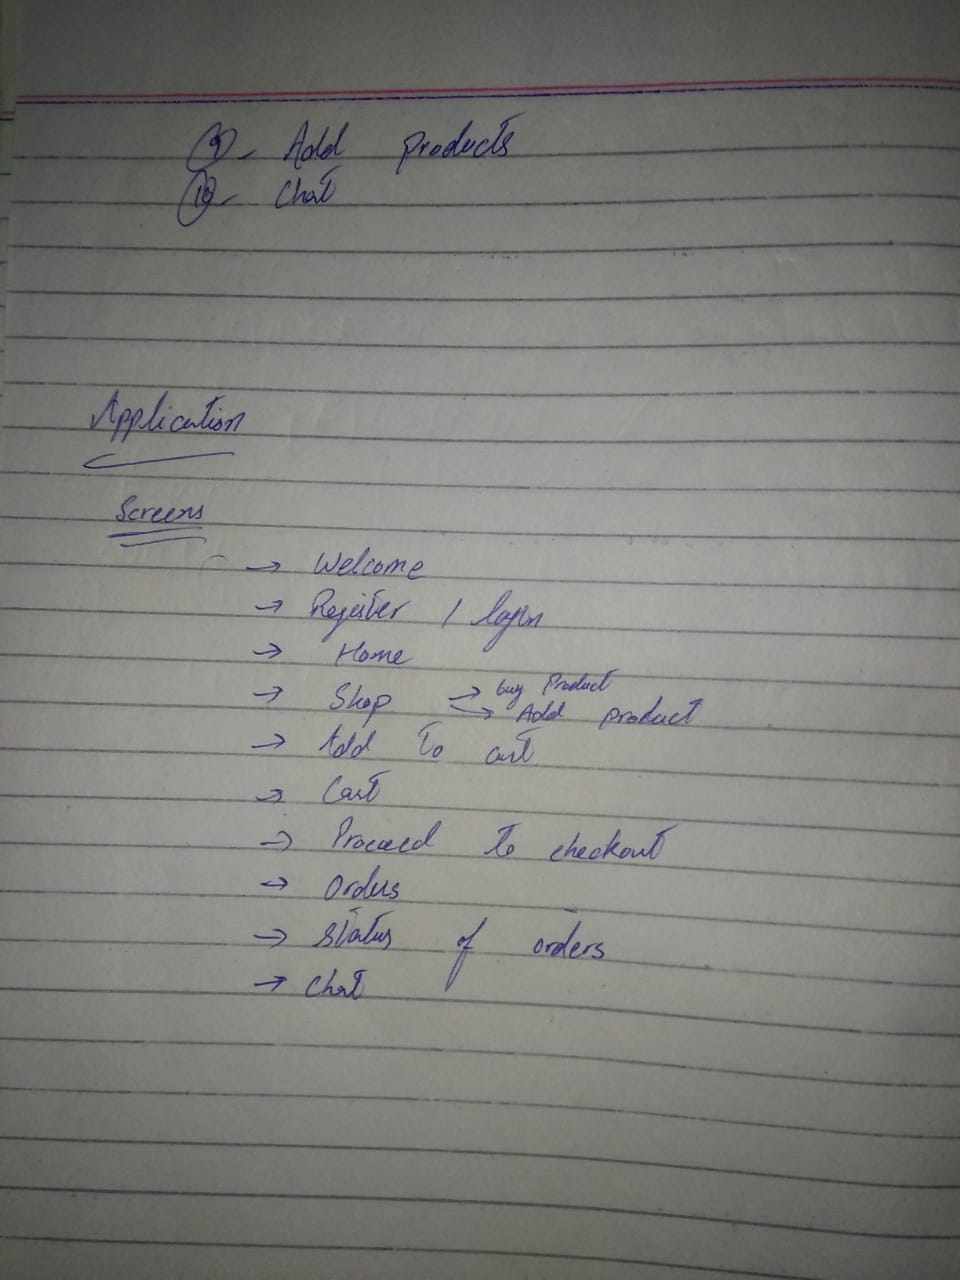 9- Add products
10- Chat
Application
Screens
→ Welcome
→ Register / login
→ Home
→ Shop → buy Product
→ Add product
→ Add to cart
→ Cart
→ Proceed to checkout
→ Orders
→ Status of orders
→ Chat